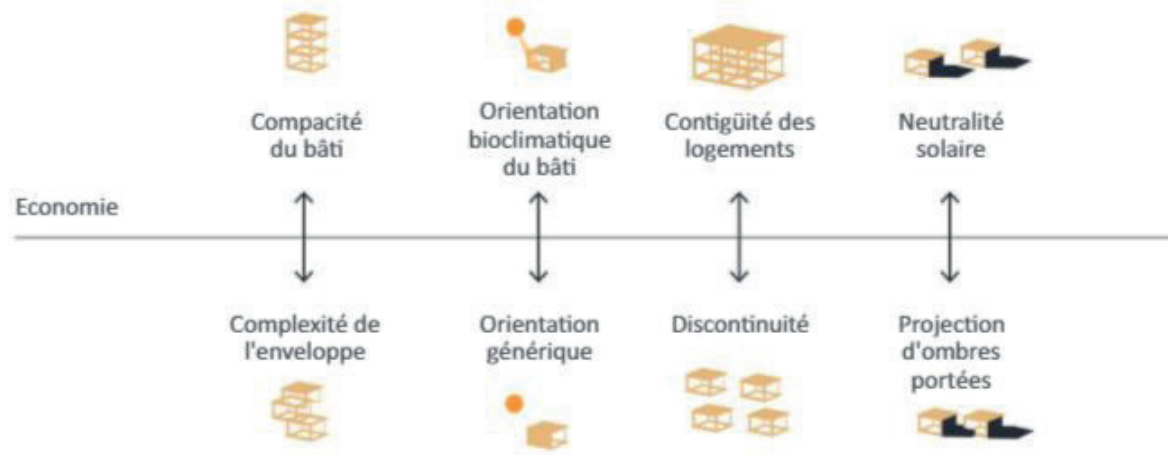 Compacité
du bâti
Orientation
bioclimatique
du bâti
Contigüité des
logements
Neutralité
solaire
Economie
Complexité de
l'enveloppe
Orientation
générique
Discontinuité
Projection
d'ombres
portées